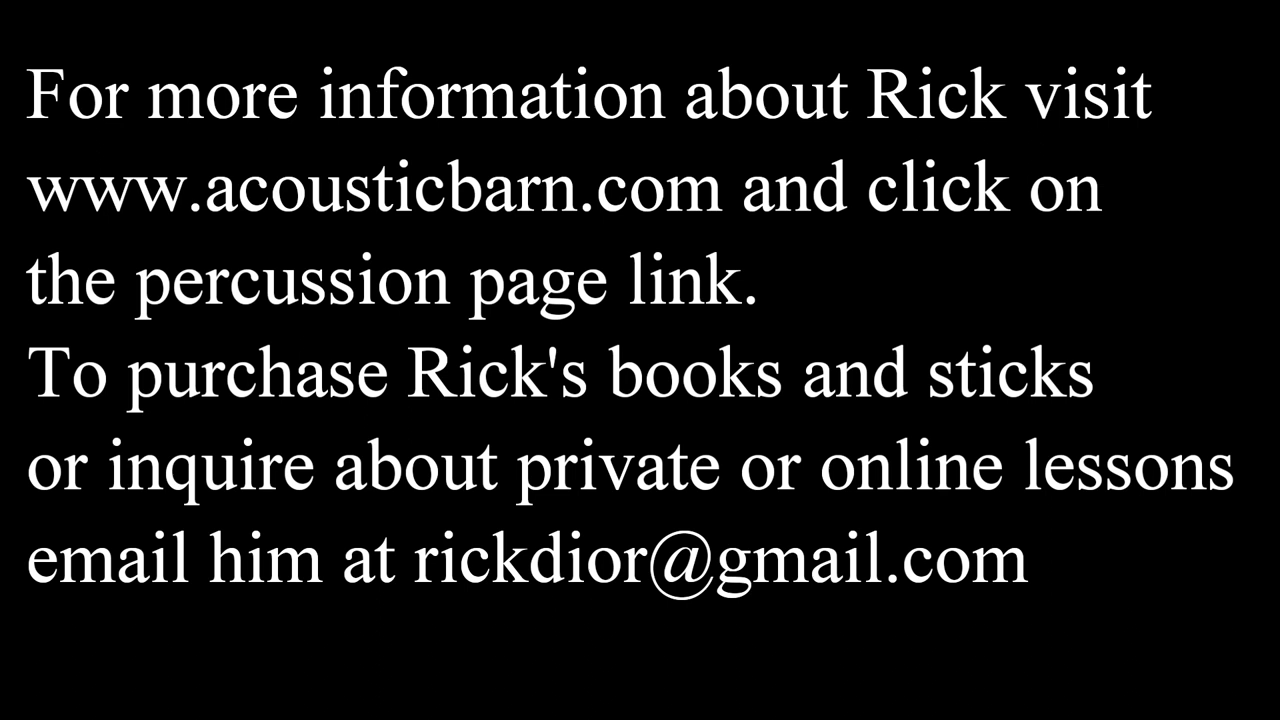 For more information about Rick visit
www.acousticbarn.com and click on
the percussion page link.
To purchase Rick's books and sticks
or inquire about private or online lessons
email him at rickdior@gmail.com